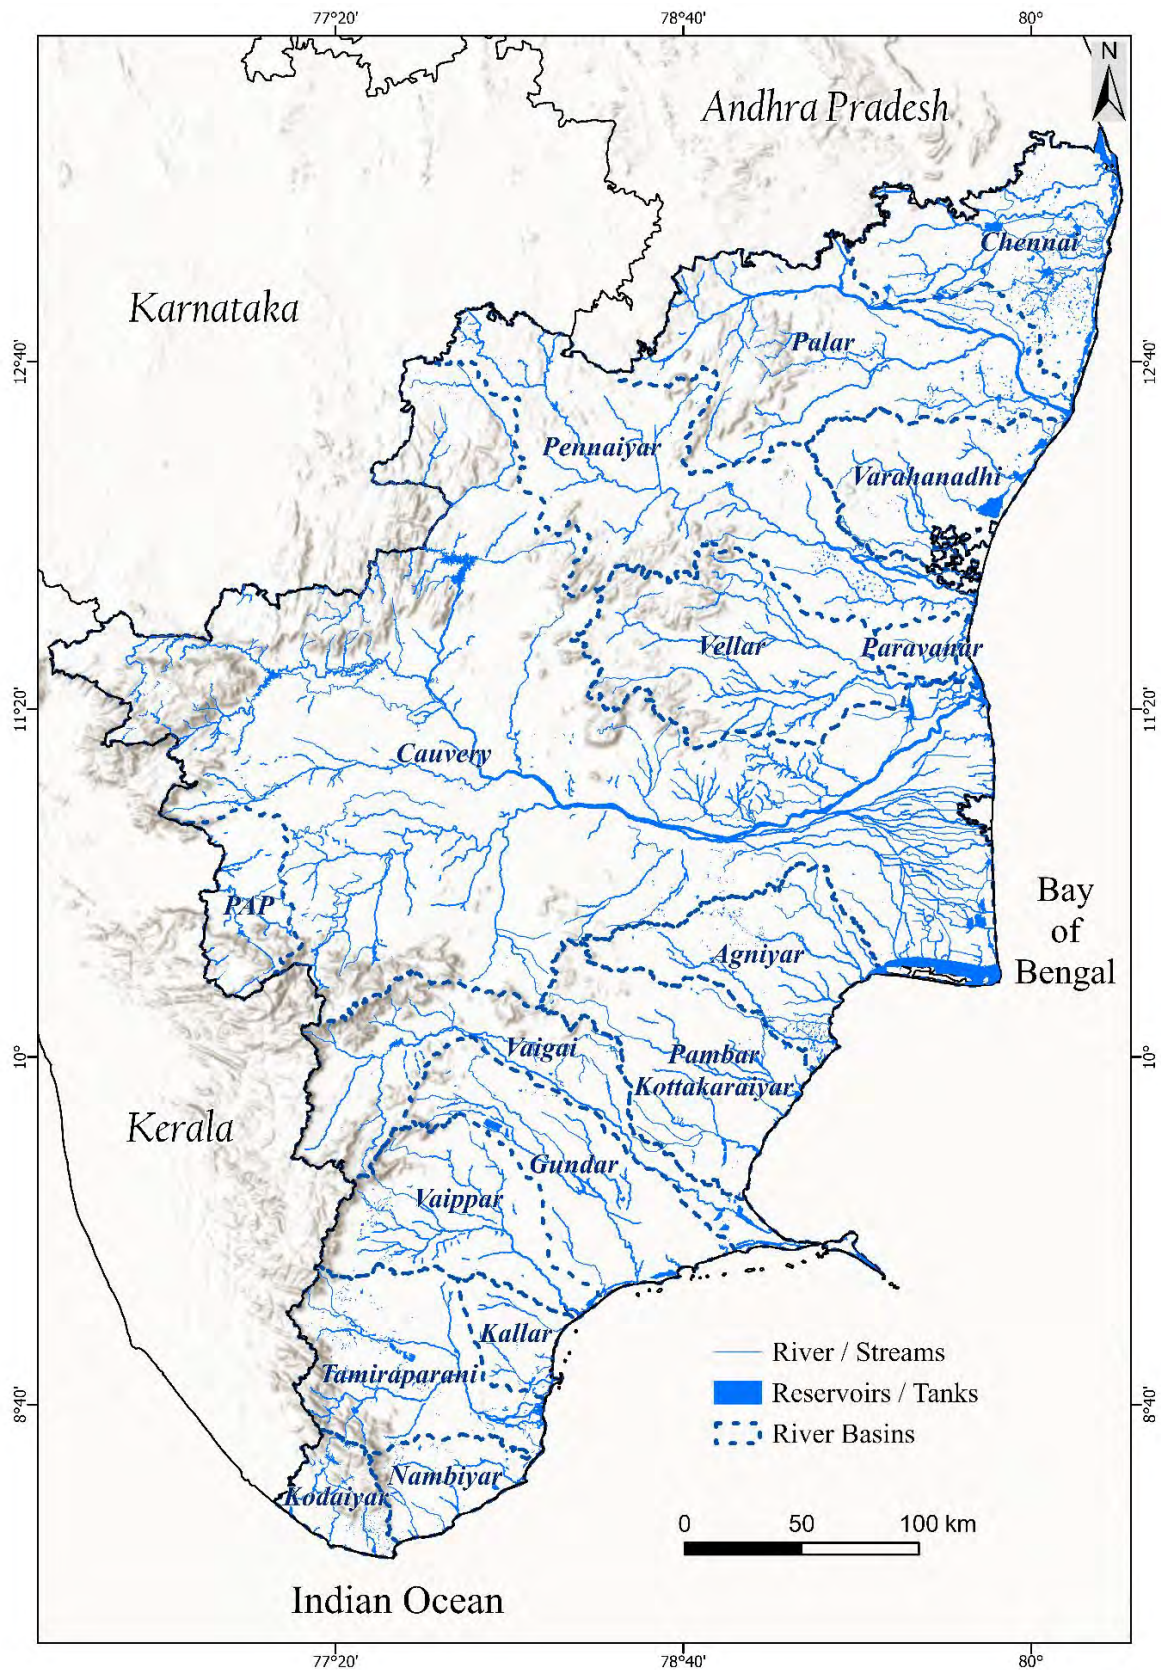 77°20'
78°40'
80°
N
Andhra Pradesh
Chennai
Karnataka
Palar
12°40'
12°40'
Pennaiyar
Varahanadhi
Vellar
Paravanar
11°20'
11°20'
Cauvery
PAP
Bay
of
Bengal
Agniyar
Vaigai
Pambar
Kottakaraiyar
10°
10°
Kerala
Gundar
Vaippar
Kallar
Tamiraparani
River / Streams
Reservoirs / Tanks
River Basins
8°40'
8°40'
Nambiyar
Kodaiyar
0 50 100 km
Indian Ocean
77°20'
78°40'
80°